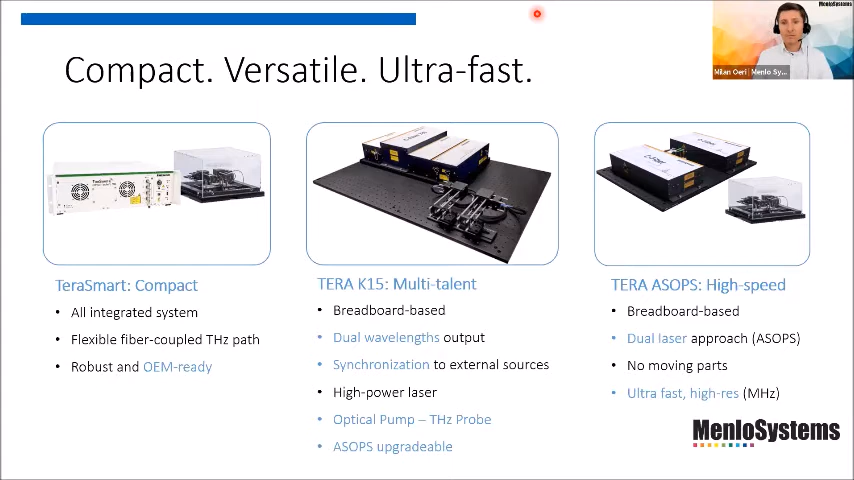 MenloSystems
Milan Oeri | Menlo Sy...
Compact. Versatile. Ultra-fast.
TeraSmart: Compact
• All integrated system
• Flexible fiber-coupled THz path
• Robust and OEM-ready
TERA K15: Multi-talent
• Breadboard-based
• Dual wavelengths output
• Synchronization to external sources
• High-power laser
• Optical Pump – THz Probe
• ASOPS upgradeable
TERA ASOPS: High-speed
• Breadboard-based
• Dual laser approach (ASOPS)
• No moving parts
• Ultra fast, high-res (MHz)
MenloSystems